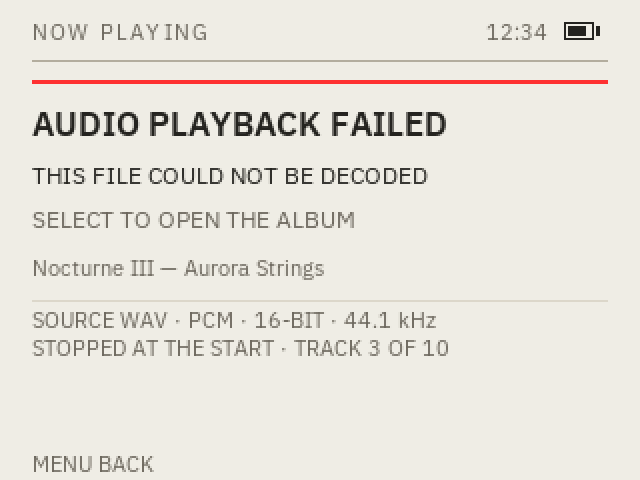 NOW PLAYING
12:34
AUDIO PLAYBACK FAILED
THIS FILE COULD NOT BE DECODED
SELECT TO OPEN THE ALBUM
Nocturne III — Aurora Strings
SOURCE WAV · PCM · 16-BIT · 44.1 kHz
STOPPED AT THE START · TRACK 3 OF 10
MENU BACK